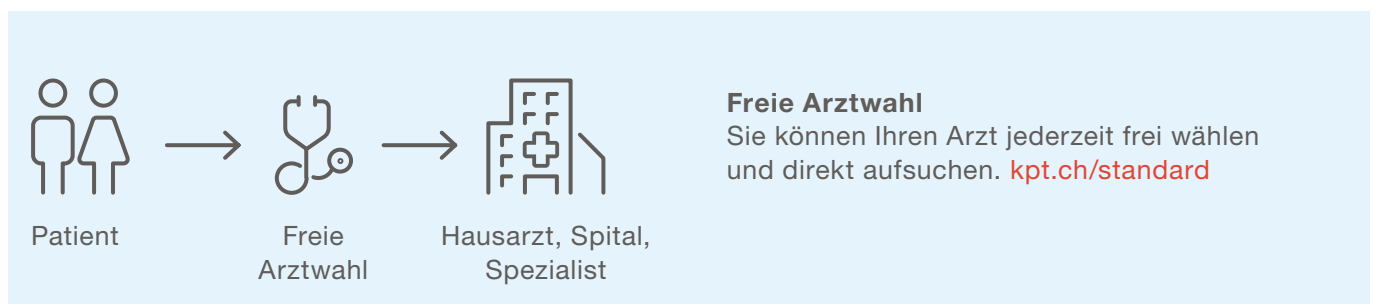 Freie Arztwahl
Sie können Ihren Arzt jederzeit frei wählen
und direkt aufsuchen. kpt.ch/standard
Patient
Freie
Arztwahl
Hausarzt, Spital,
Spezialist